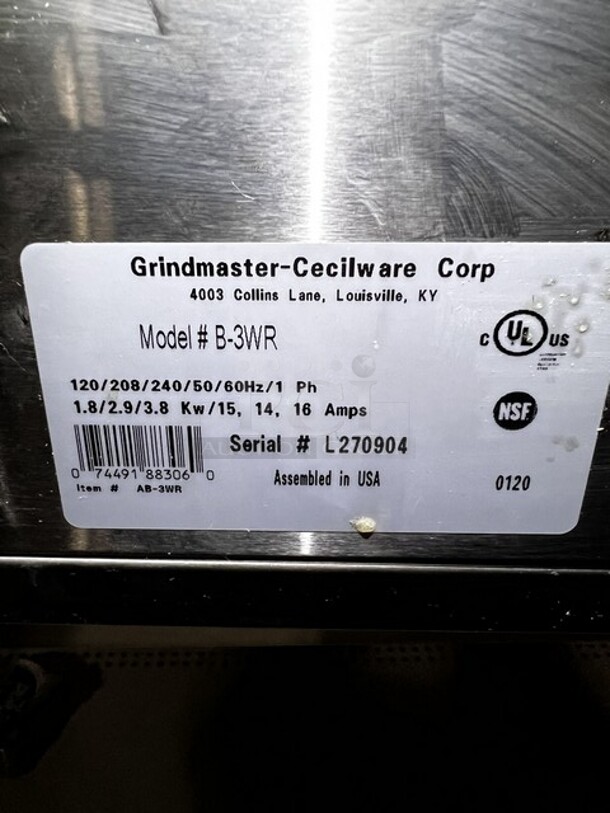 Grindmaster-Cecilware Corp
4003 Collins Lane, Louisville, KY
Model # B-3WR
C UL US
120/208/240/50/60Hz/1 Ph
1.8/2.9/3.8 Kw/15, 14, 16 Amps
NSF
Serial # L270904
0 74491 88306 0
Assembled in USA
0120
Item # AB-3WR